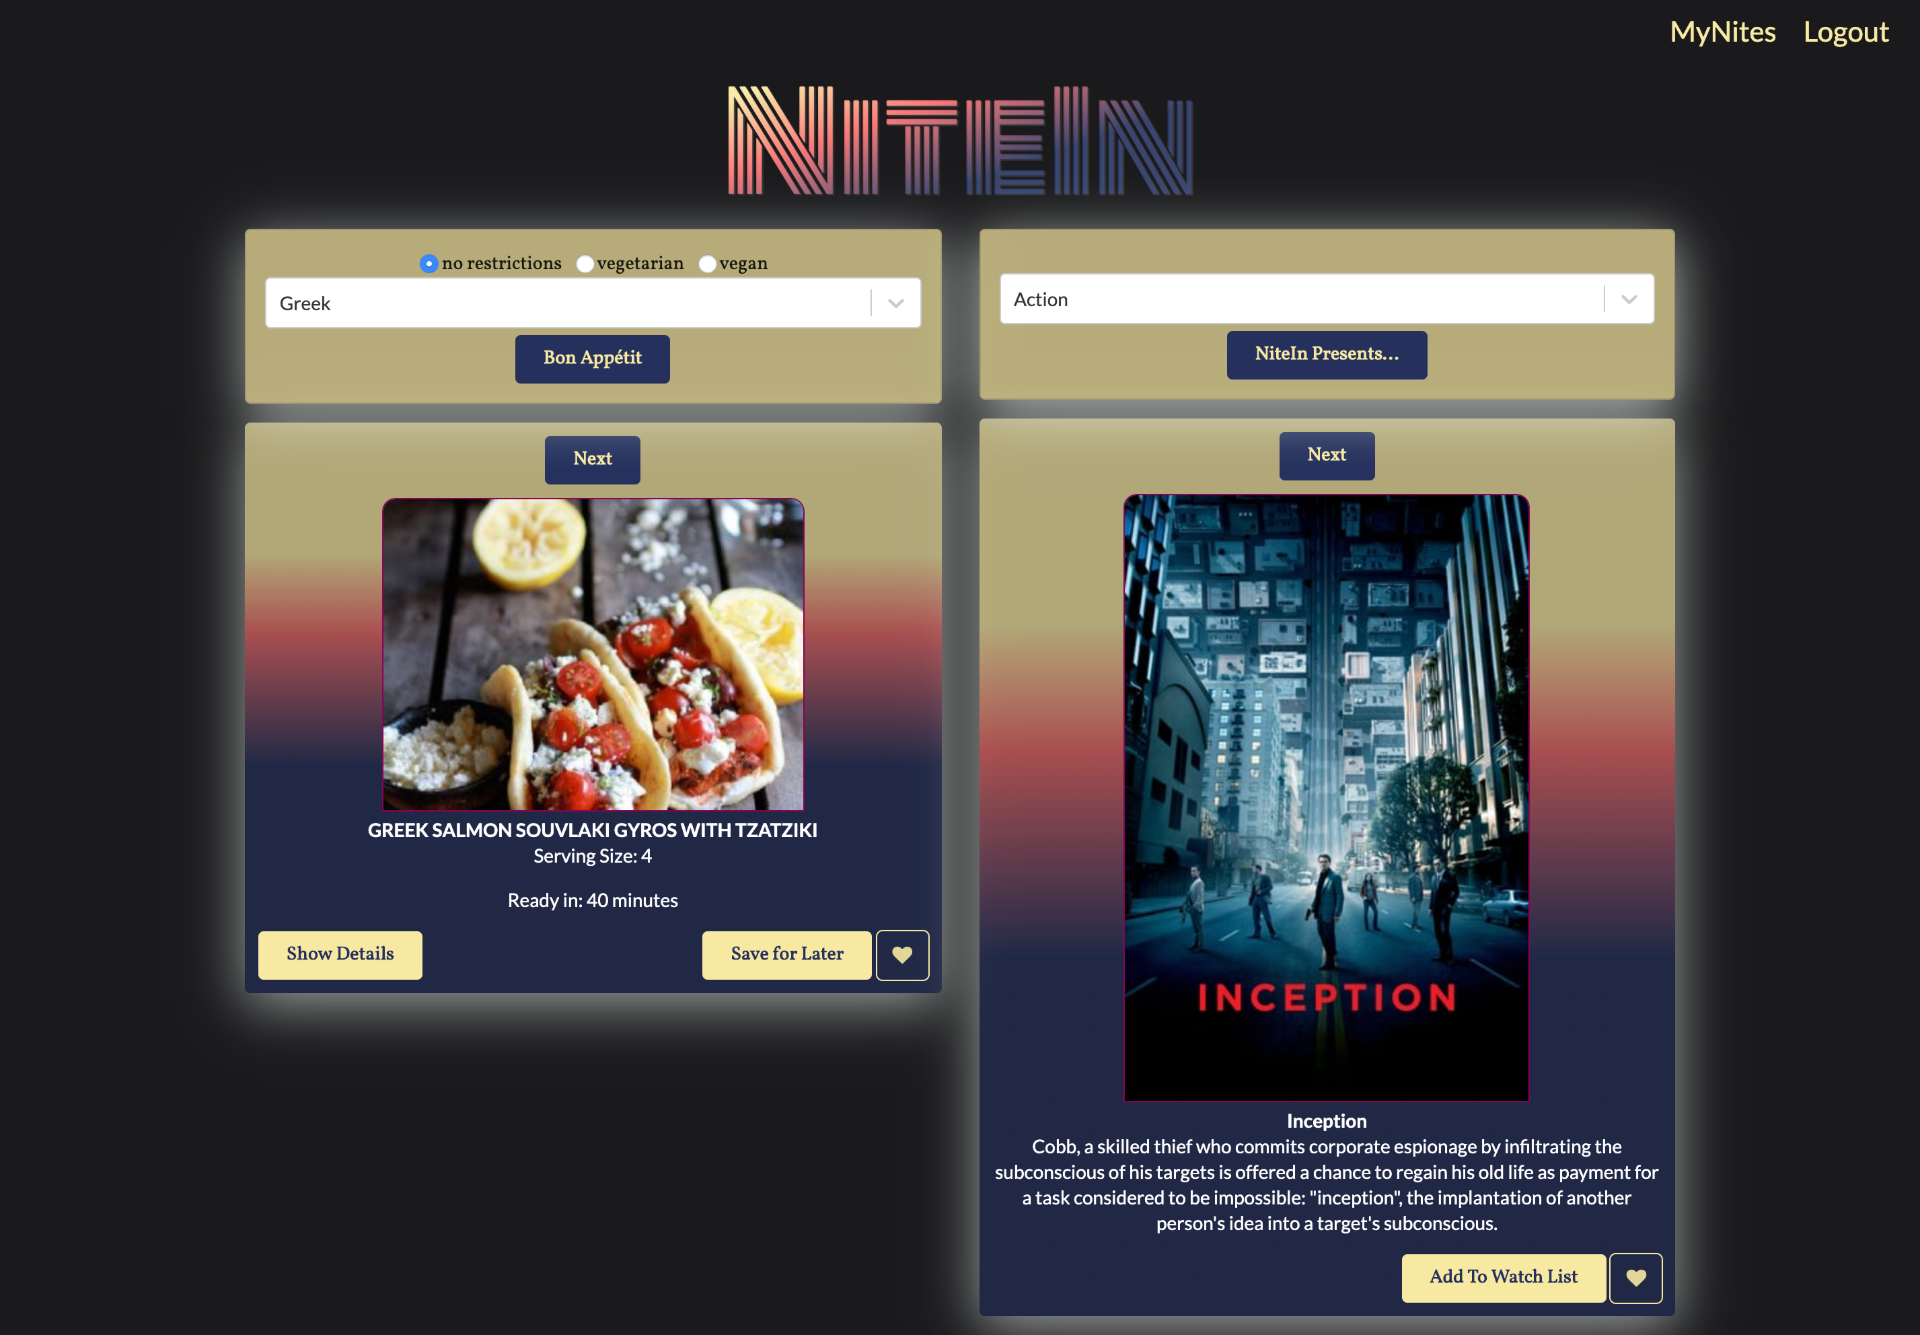 MyNites Logout
NITEIN
no restrictions vegetarian vegan
Greek
Bon Appétit
Next
GREEK SALMON SOUVLAKI GYROS WITH TZATZIKI
Serving Size: 4
Ready in: 40 minutes
Show Details Save for Later
Action
NiteIn Presents...
Next
INCEPTION
Inception
Cobb, a skilled thief who commits corporate espionage by infiltrating the
subconscious of his targets is offered a chance to regain his old life as payment for
a task considered to be impossible: "inception", the implantation of another
person's idea into a target's subconscious.
Add To Watch List